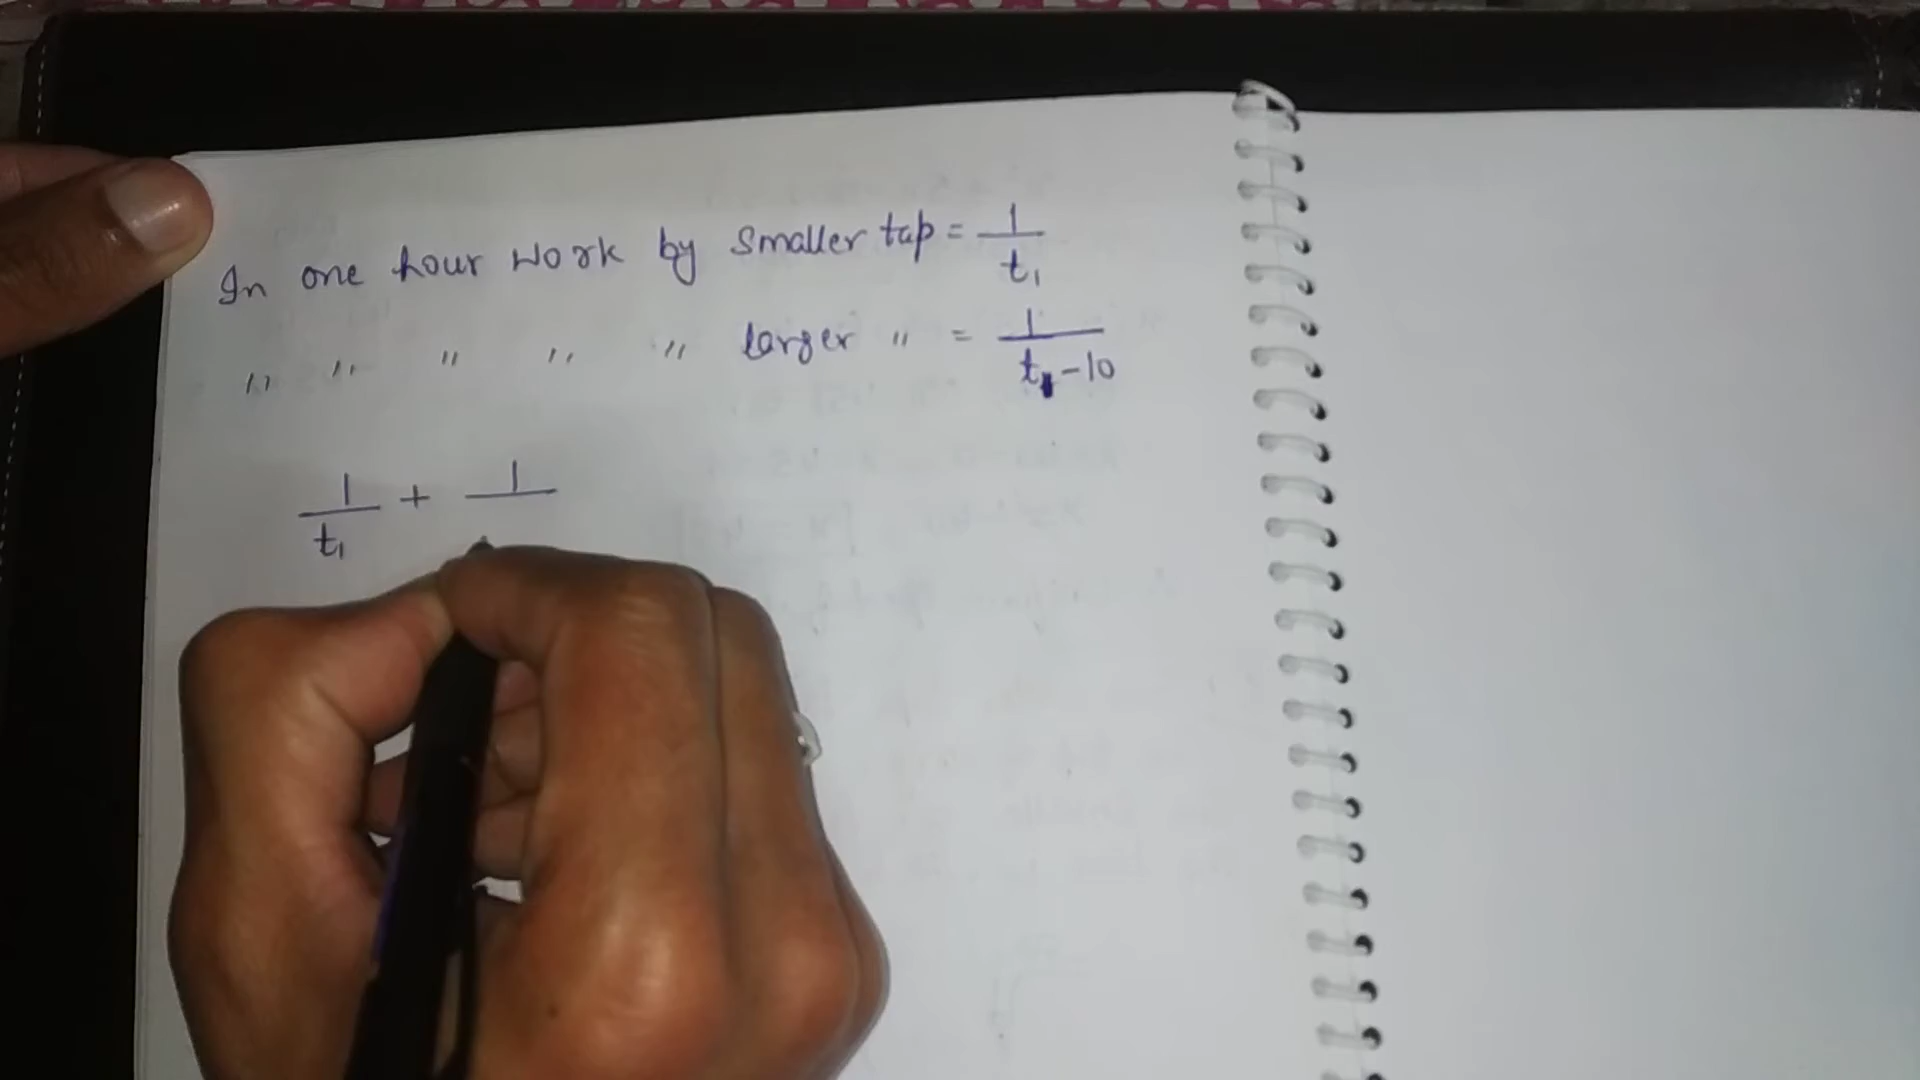 In one hour work by smaller tap = 1/t₁
" " " " " larger " = 1/t₁-10
1/t₁ + 1/